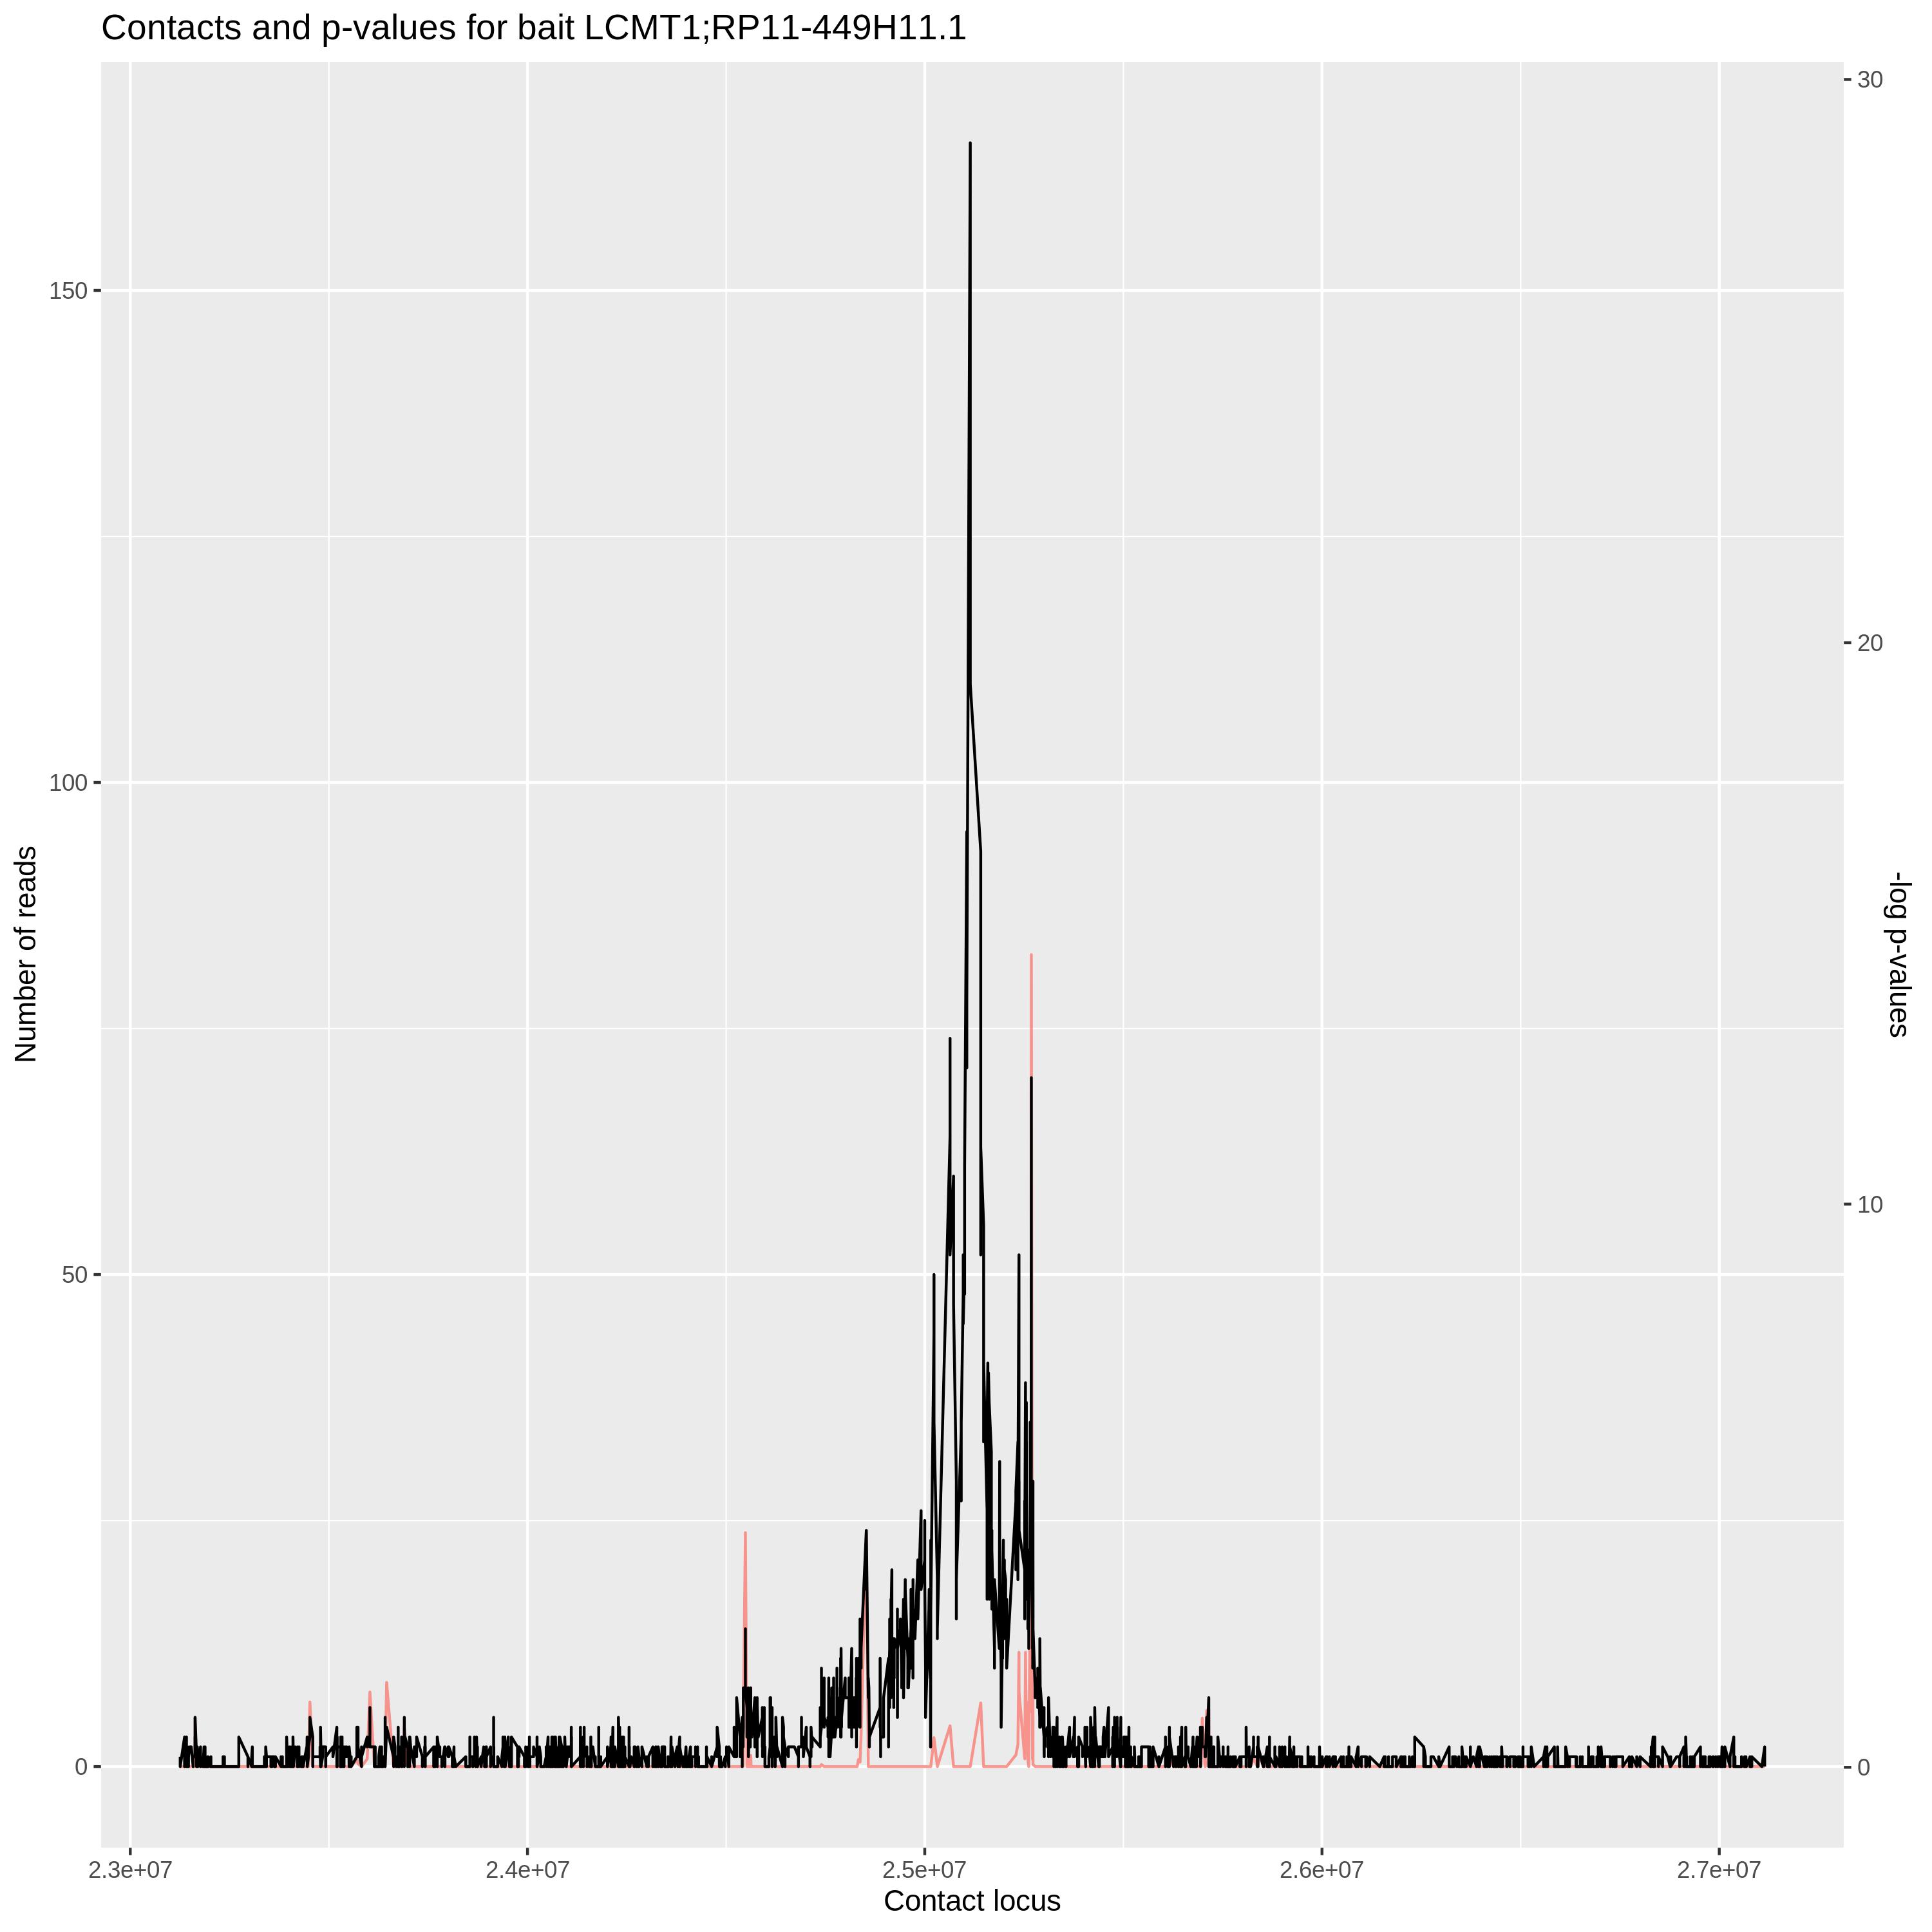 Contacts and p-values for bait LCMT1;RP11-449H11.1
30
150
20
100
Number of reads
-log p-values
10
50
0
0
2.3e+07
2.4e+07
2.5e+07
2.6e+07
2.7e+07
Contact locus